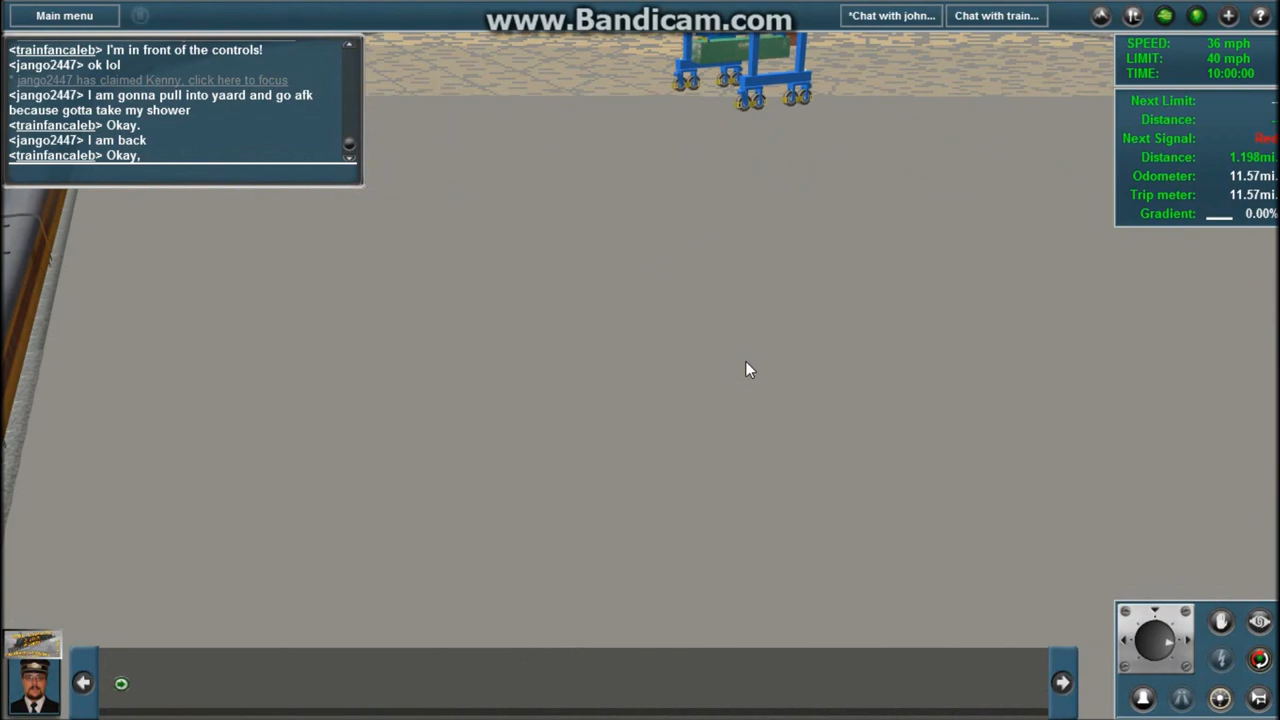 Main menu
www.Bandicam.com
*Chat with john...
Chat with train...
<trainfancaleb> I'm in front of the controls!
<jango2447> ok lol
* jango2447 has claimed Kenny, click here to focus
<jango2447> I am gonna pull into yaard and go afk
because gotta take my shower
<trainfancaleb> Okay.
<jango2447> I am back
<trainfancaleb> Okay,
SPEED: 36 mph
LIMIT: 40 mph
TIME: 10:00:00
Next Limit: -
Distance: -
Next Signal: Red
Distance: 1.198mi.
Odometer: 11.57mi.
Trip meter: 11.57mi.
Gradient: 0.00%